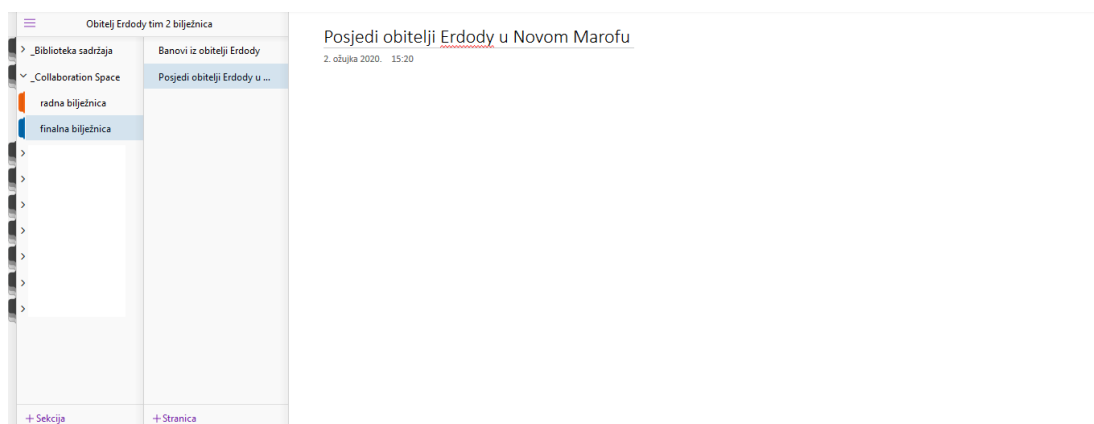 Obitelj Erdody tim 2 bilježnica
_Biblioteka sadržaja
_Collaboration Space
radna bilježnica
finalna bilježnica
+ Sekcija
Banovi iz obitelji Erdody
Posjedi obitelji Erdody u ...
+ Stranica
Posjedi obitelji Erdody u Novom Marofu
2. ožujka 2020. 15:20